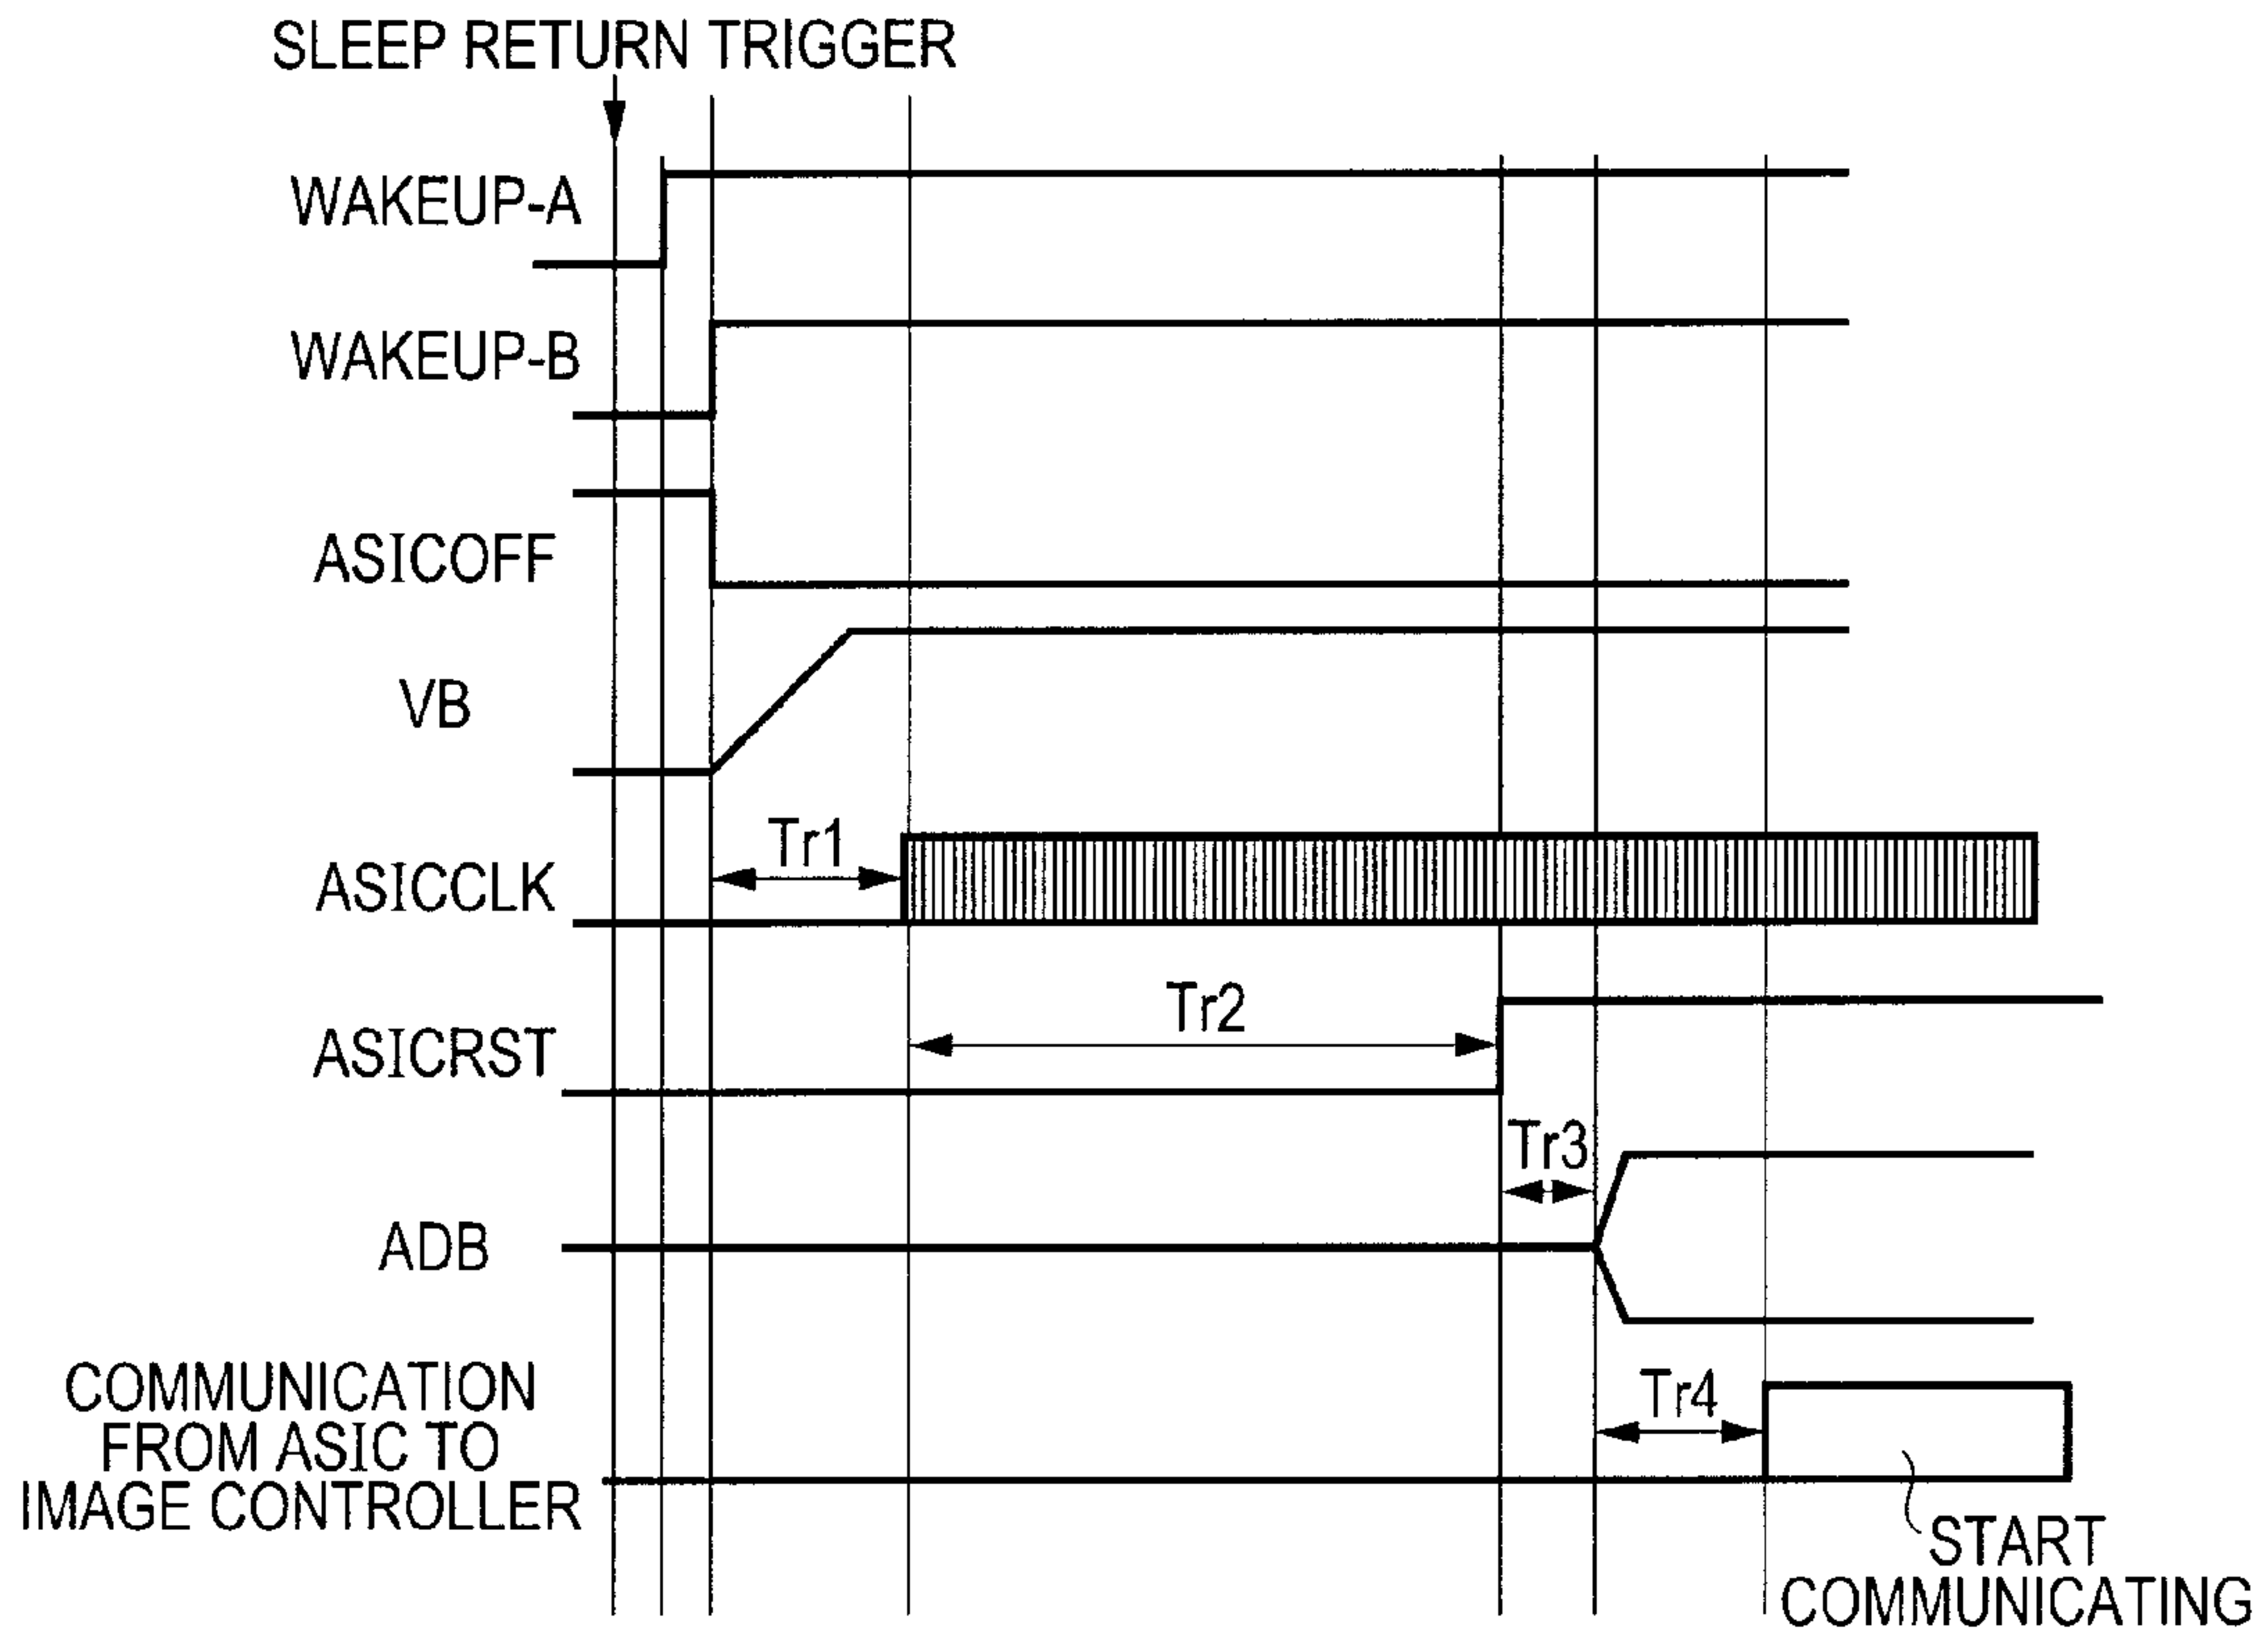 SLEEP RETURN TRIGGER
WAKEUP-A
WAKEUP-B
ASICOFF
VB
Tr1
ASICCLK
Tr2
ASICRST
Tr3
ADB
Tr4
COMMUNICATION
FROM ASIC TO
IMAGE CONTROLLER
START
COMMUNICATING